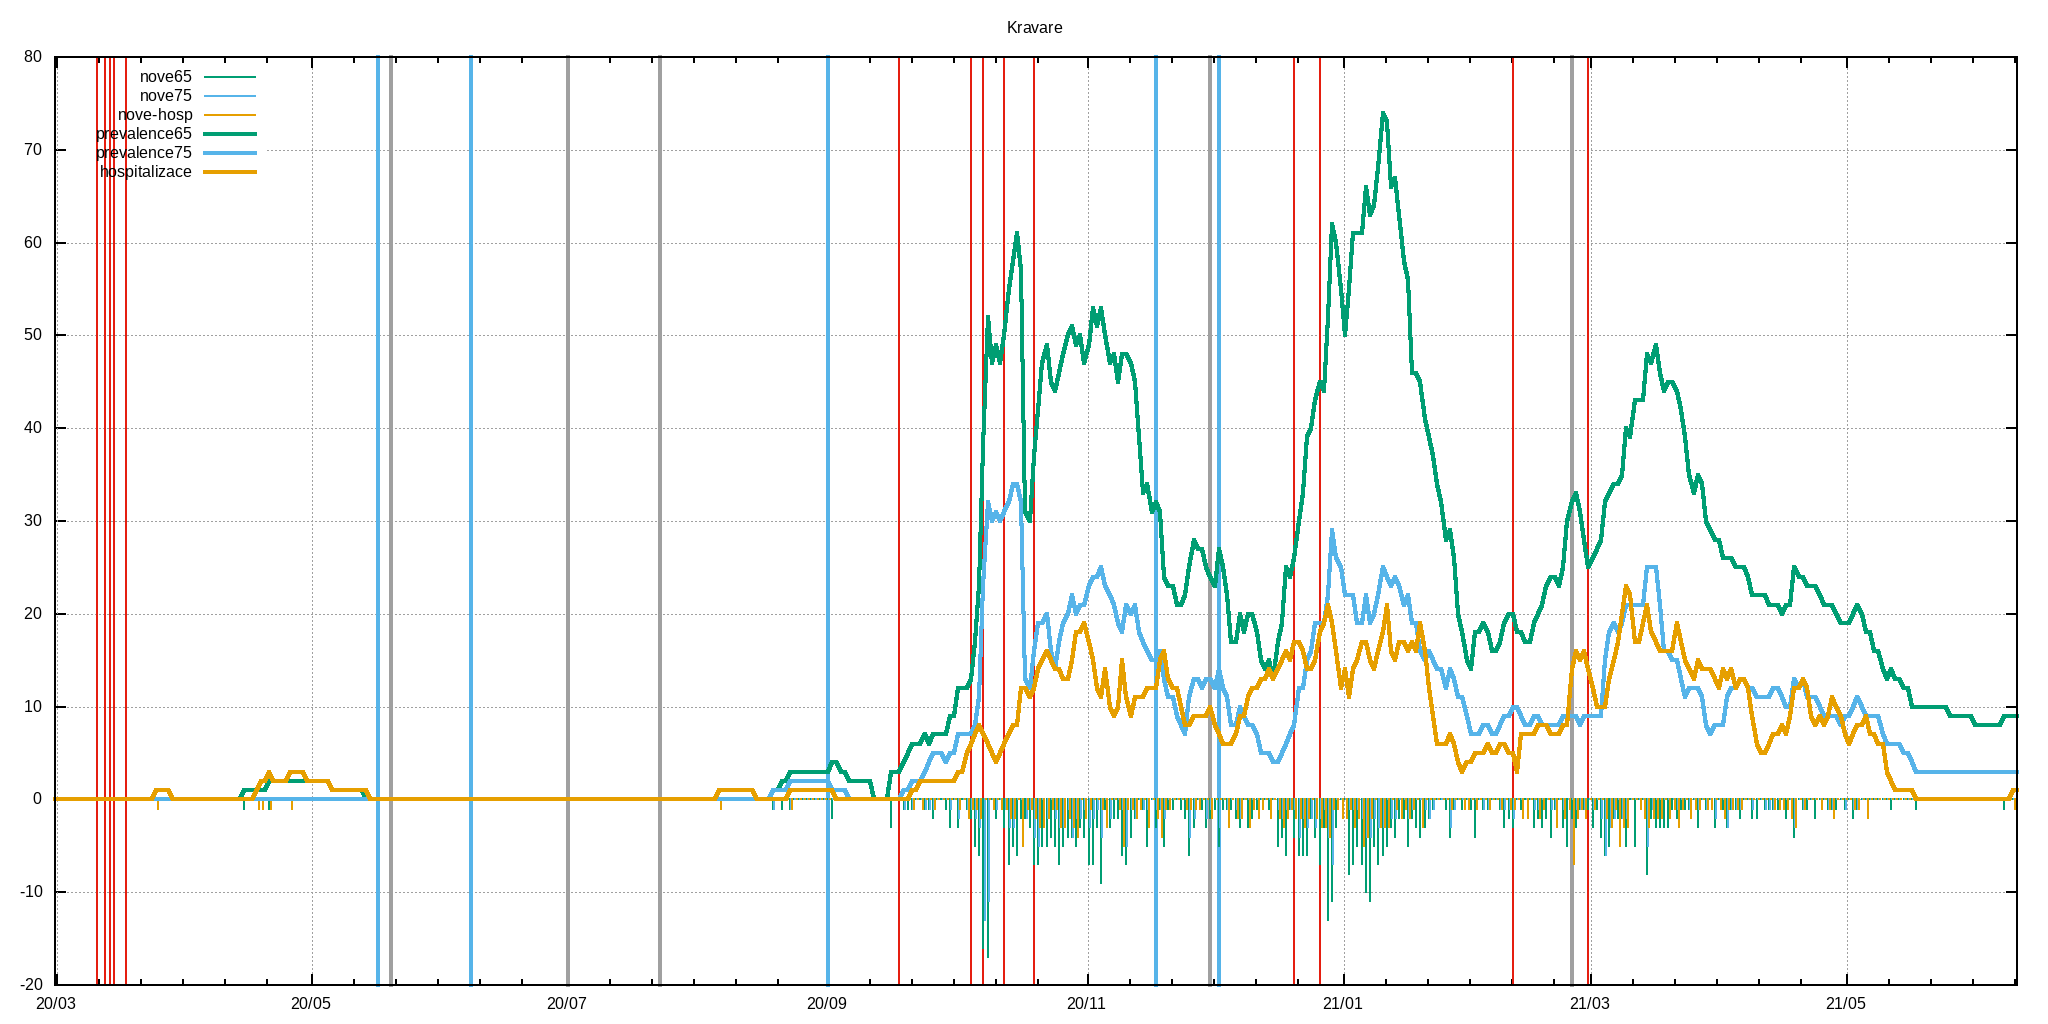 Kravare
80
nove65
nove75
nove-hosp
prevalence65
prevalence75
hospitalizace
70
60
50
40
30
20
10
0
-10
-20
20/03 20/05 20/07 20/09 20/11 21/01 21/03 21/05